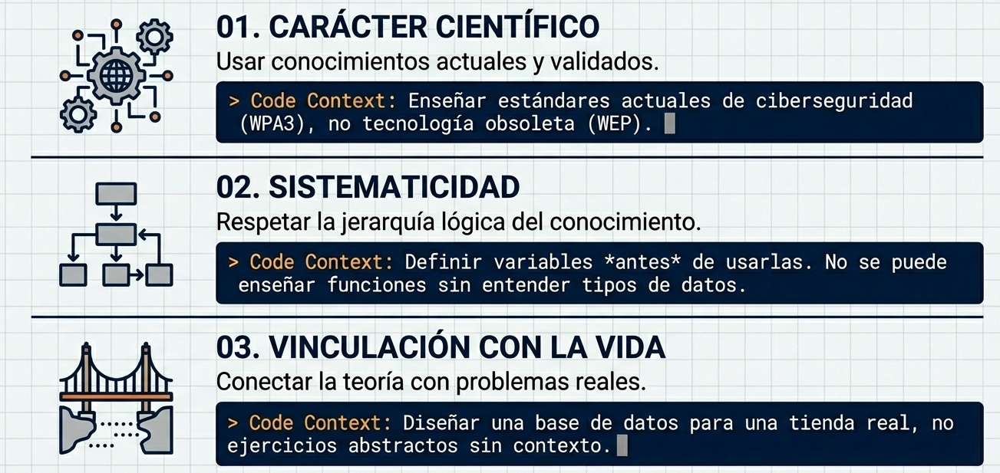 01. CARÁCTER CIENTÍFICO
Usar conocimientos actuales y validados.
> Code Context: Enseñar estándares actuales de ciberseguridad
(WPA3), no tecnología obsoleta (WEP).
02. SISTEMATICIDAD
Respetar la jerarquía lógica del conocimiento.
> Code Context: Definir variables *antes* de usarlas. No se puede
enseñar funciones sin entender tipos de datos.
03. VINCULACIÓN CON LA VIDA
Conectar la teoría con problemas reales.
> Code Context: Diseñar una base de datos para una tienda real, no
ejercicios abstractos sin contexto.